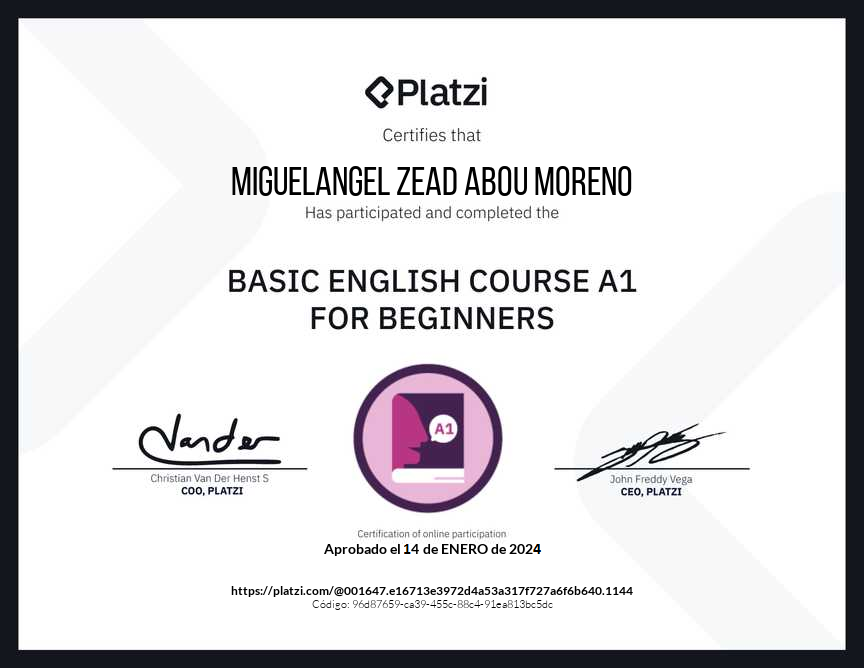 Platzi
Certifies that
MIGUELANGEL ZEAD ABOU MORENO
Has participated and completed the
BASIC ENGLISH COURSE A1
FOR BEGINNERS
A1
Vander
Christian Van Der Henst S
COO, PLATZI
John Freddy Vega
CEO, PLATZI
Certification of online participation
Aprobado el 14 de ENERO de 2024
https://platzi.com/@001647.e16713e3972d4a53a317f727a6f6b640.1144
Código: 96d87659-ca39-455c-88c4-91ea813bc5dc